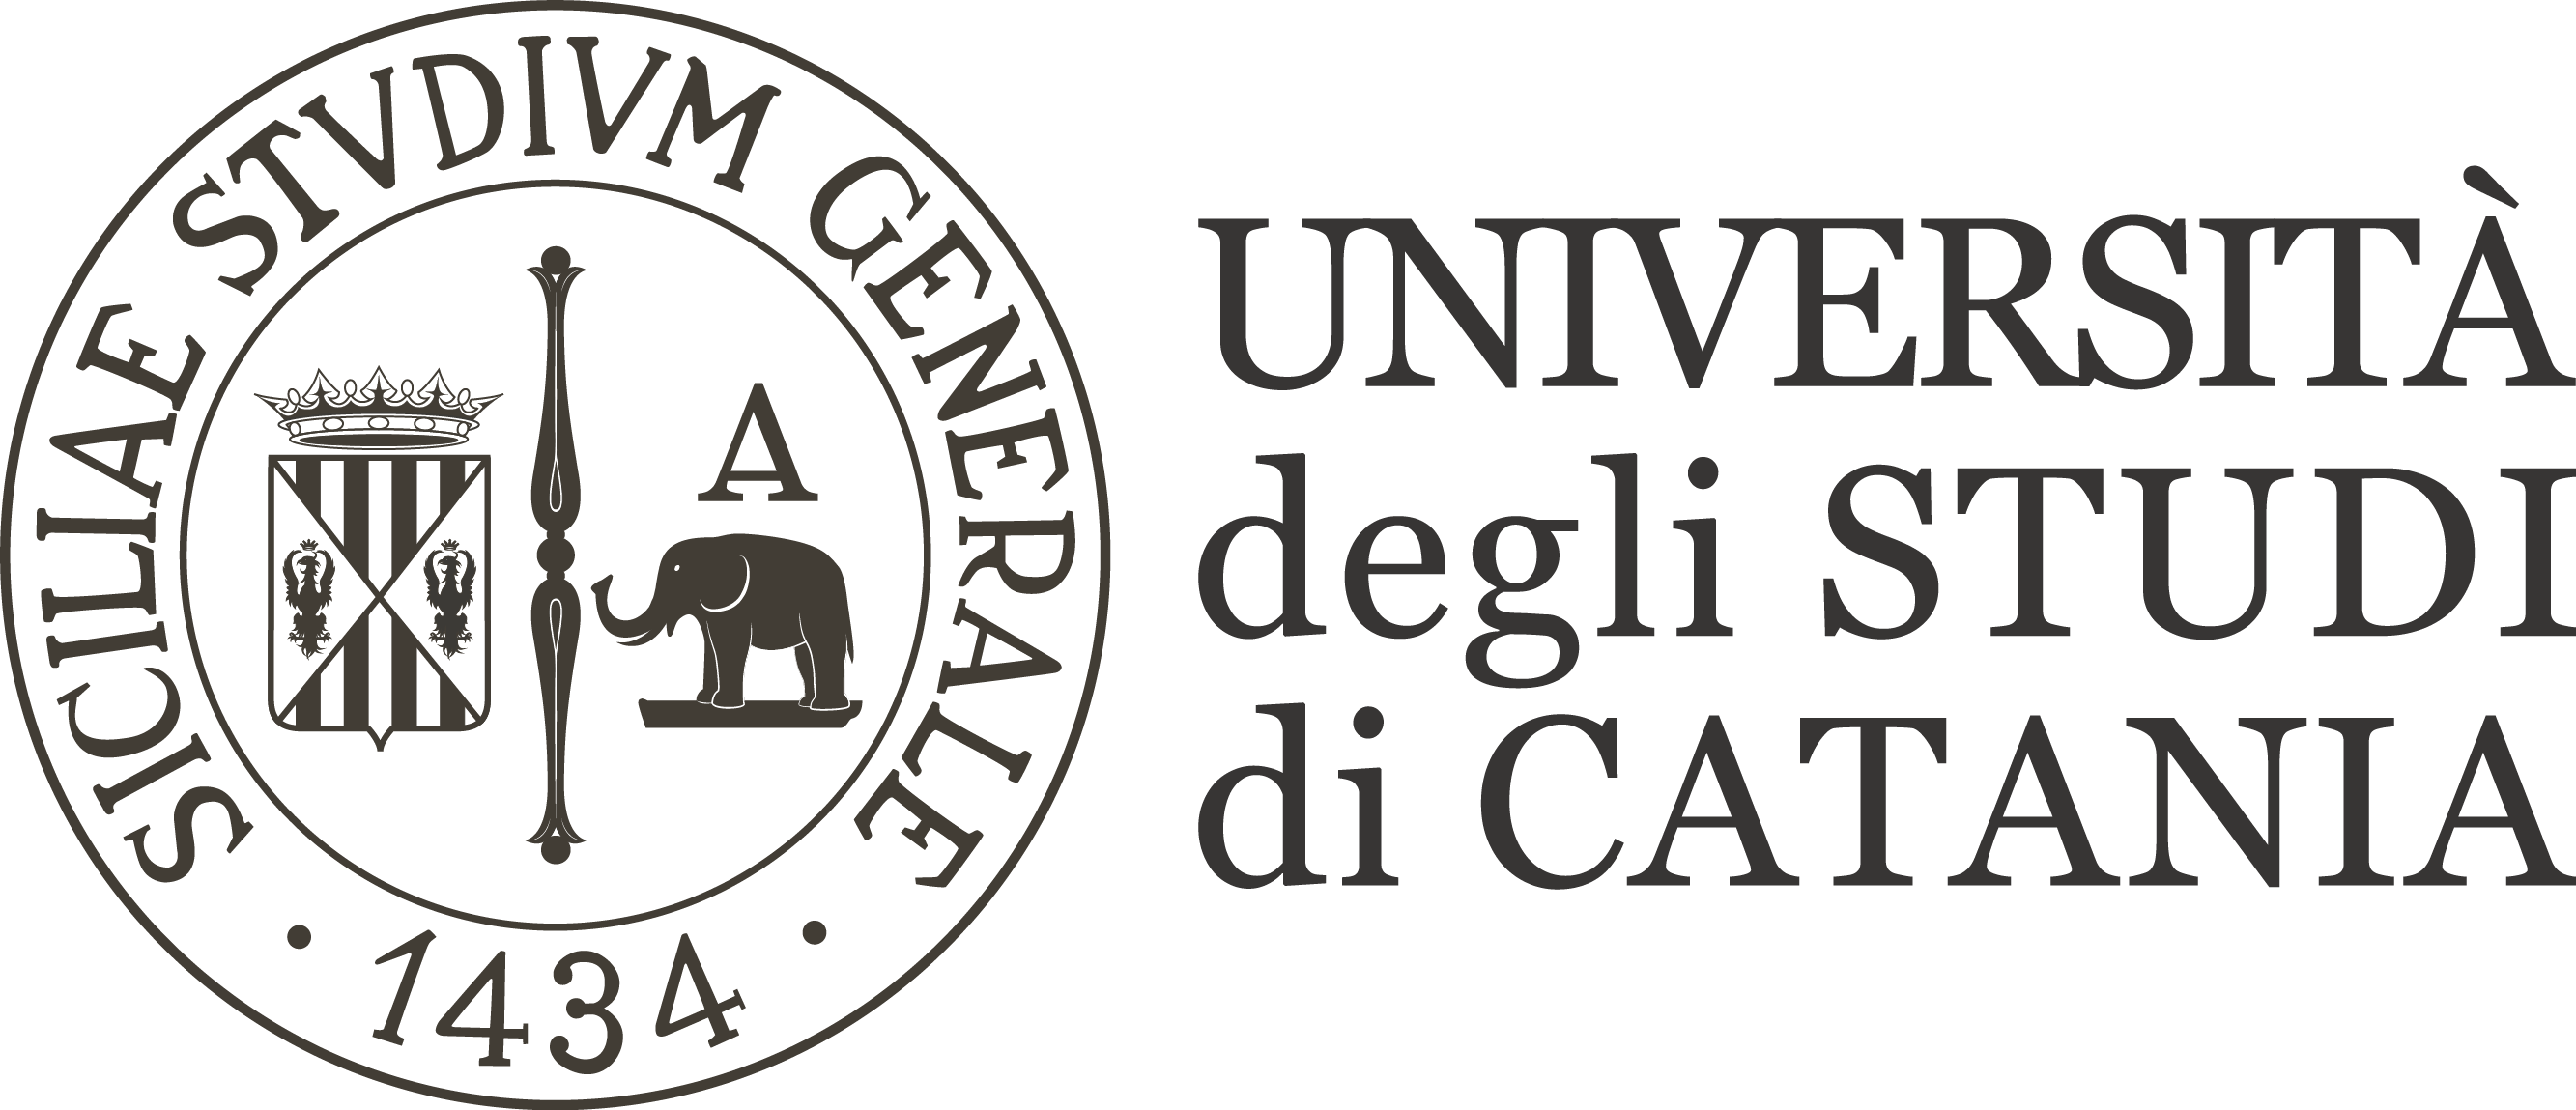 SICILIAE STVDIVM GENERALE
· 1434 ·
A
UNIVERSITÀ
degli STUDI
di CATANIA